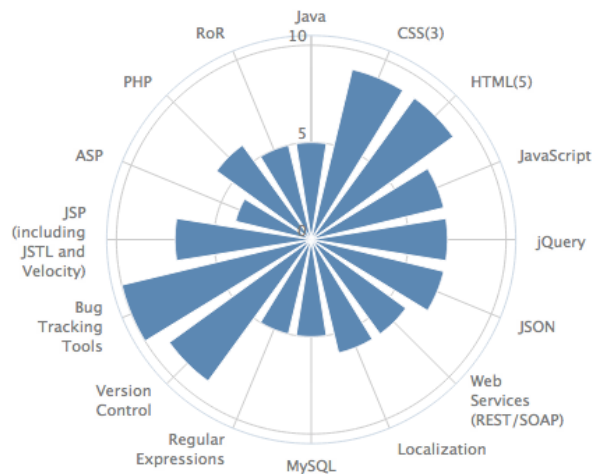 Java
10
RoR
CSS(3)
PHP
HTML(5)
5
ASP
JavaScript
JSP
(including
JSTL and
Velocity)
0
jQuery
Bug
Tracking
Tools
JSON
Version
Control
Web
Services
(REST/SOAP)
Regular
Expressions
Localization
MySQL